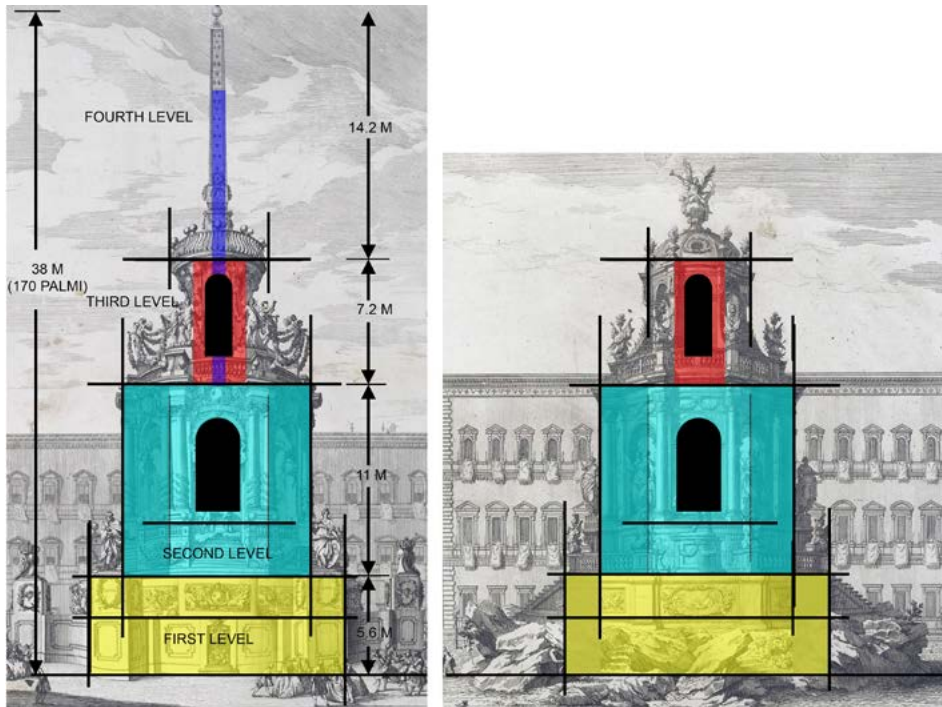 FOURTH LEVEL
14.2 M
38 M
(170 PALMI)
THIRD LEVEL
7.2 M
11 M
SECOND LEVEL
FIRST LEVEL
5.6 M